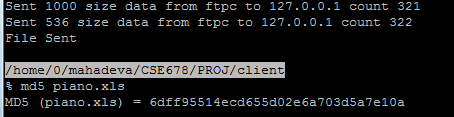 Sent 1000 size data from ftpc to 127.0.0.1 count 321
Sent 536 size data from ftpc to 127.0.0.1 count 322
File Sent
/home/0/mahadeva/CSE678/PROJ/client
% md5 piano.xls
MD5 (piano.xls) = 6dff95514ecd655d02e6a703d5a7e10a